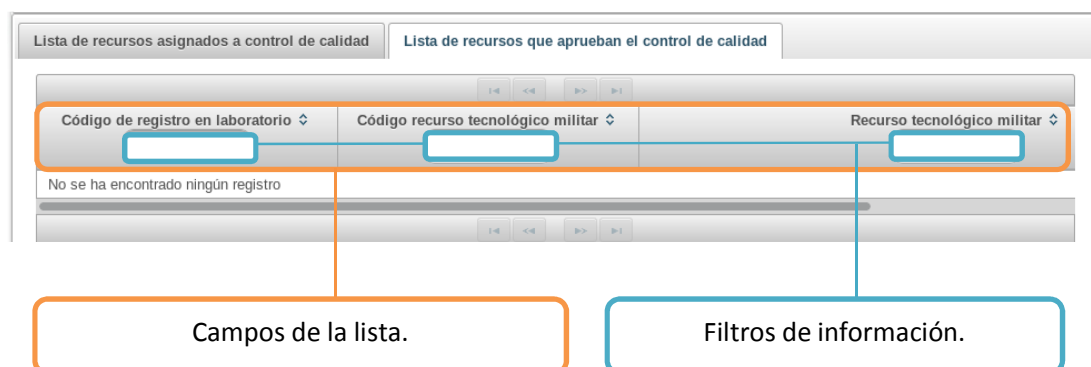 Lista de recursos asignados a control de calidad
Lista de recursos que aprueban el control de calidad
Código de registro en laboratorio
Código recurso tecnológico militar
Recurso tecnológico militar
No se ha encontrado ningún registro
Campos de la lista.
Filtros de información.